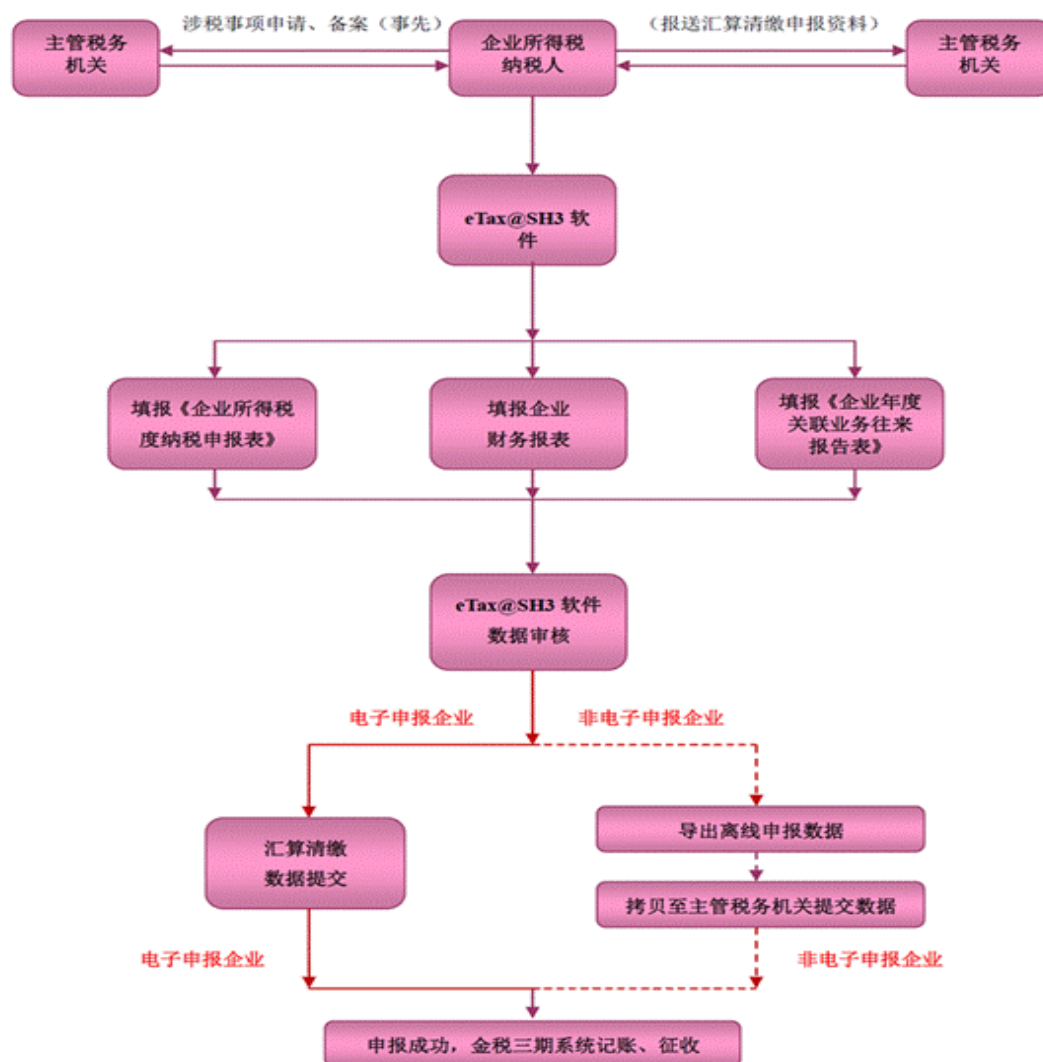 涉税事项申请、备案（事先）
（报送汇算清缴申报资料）
主管税务
机关
企业所得税
纳税人
主管税务
机关
eTax@SH3 软
件
填报《企业所得税
度纳税申报表》
填报企业
财务报表
填报《企业年度
关联业务往来
报告表》
eTax@SH3 软件
数据审核
电子申报企业
非电子申报企业
汇算清缴
数据提交
导出离线申报数据
拷贝至主管税务机关提交数据
电子申报企业
非电子申报企业
申报成功，金税三期系统记账、征收